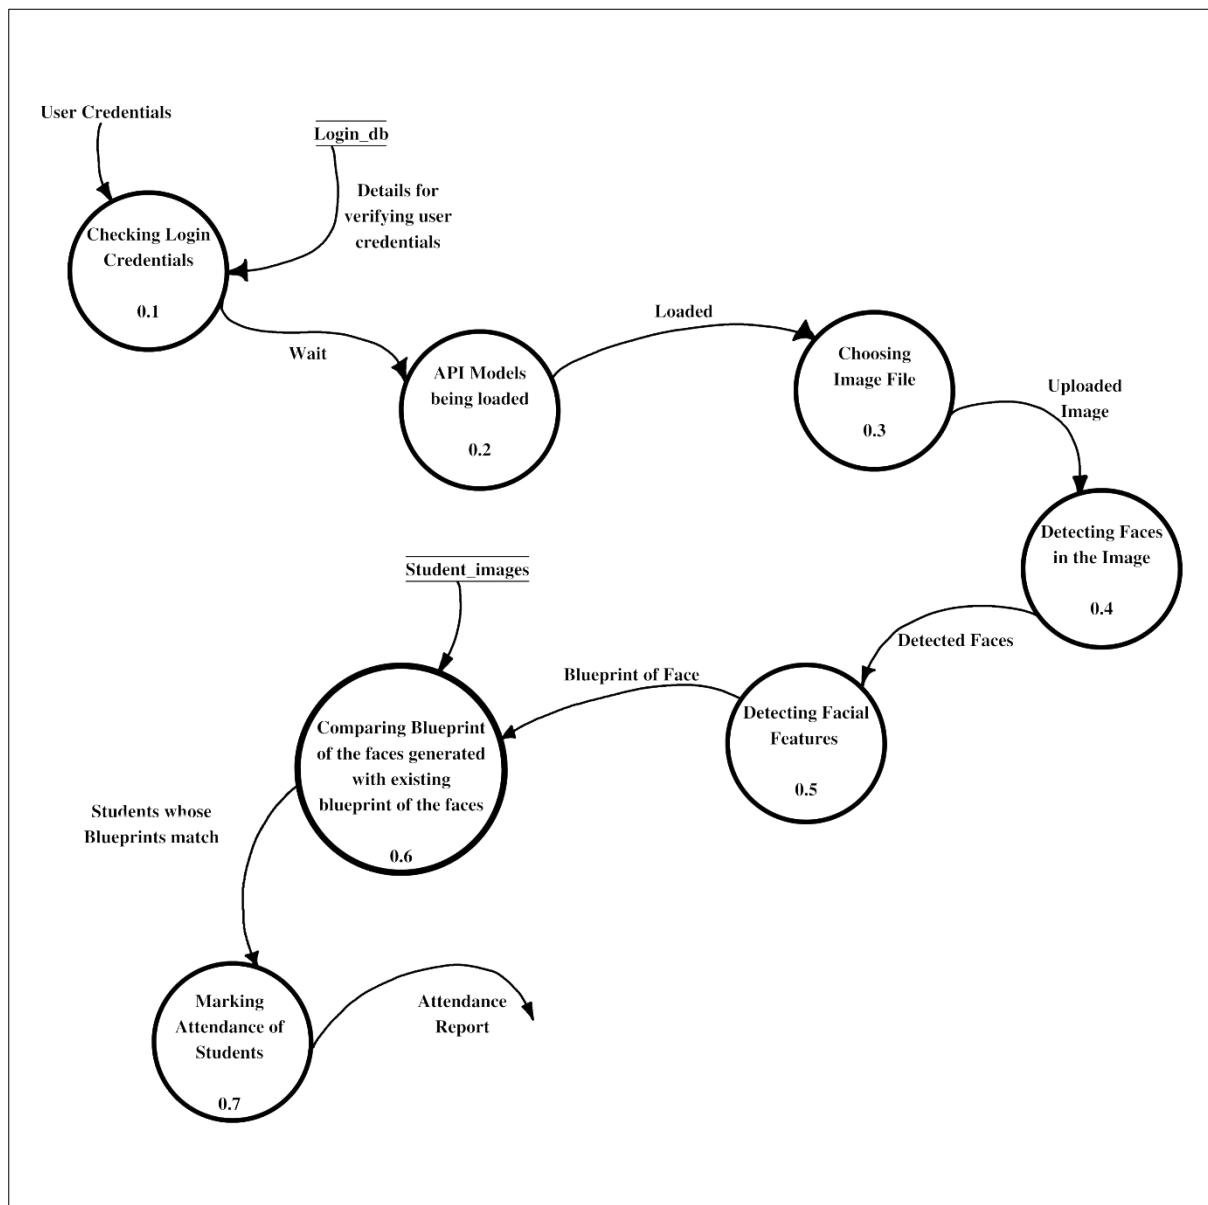 User Credentials
Login_db
Details for
verifying user
credentials
Checking Login
Credentials
0.1
Wait
API Models
being loaded
0.2
Loaded
Choosing
Image File
0.3
Uploaded
Image
Detecting Faces
in the Image
0.4
Detected Faces
Detecting Facial
Features
0.5
Blueprint of Face
Student_images
Comparing Blueprint
of the faces generated
with existing
blueprint of the faces
0.6
Students whose
Blueprints match
Marking
Attendance of
Students
0.7
Attendance
Report